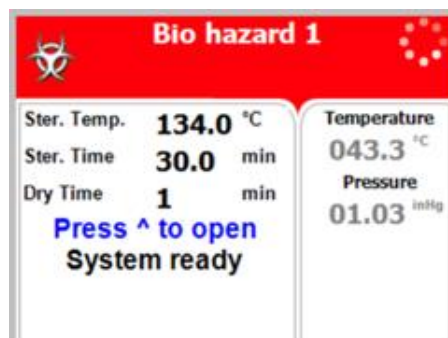 Bio hazard 1
Ster. Temp. 134.0 °C
Ster. Time 30.0 min
Dry Time 1 min
Press ^ to open
System ready
Temperature
043.3 °C
Pressure
01.03 inHg